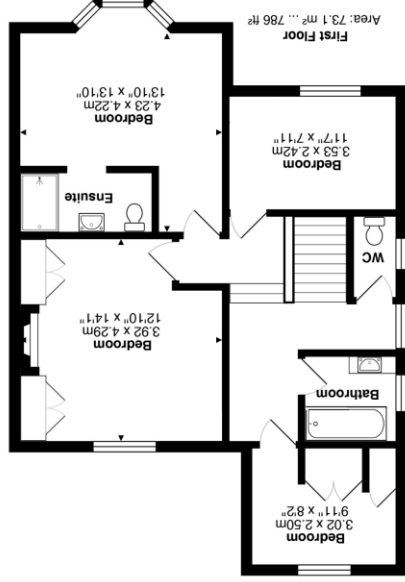 First Floor
Area: 73.1 m² ... 786 ft²
Bedroom
3.02 x 2.50m
9'11" x 8'2"
Bathroom
Bedroom
3.92 x 4.29m
12'10" x 14'1"
WC
Ensuite
Bedroom
3.53 x 2.42m
11'7" x 7'11"
Bedroom
4.23 x 4.22m
13'10" x 13'10"